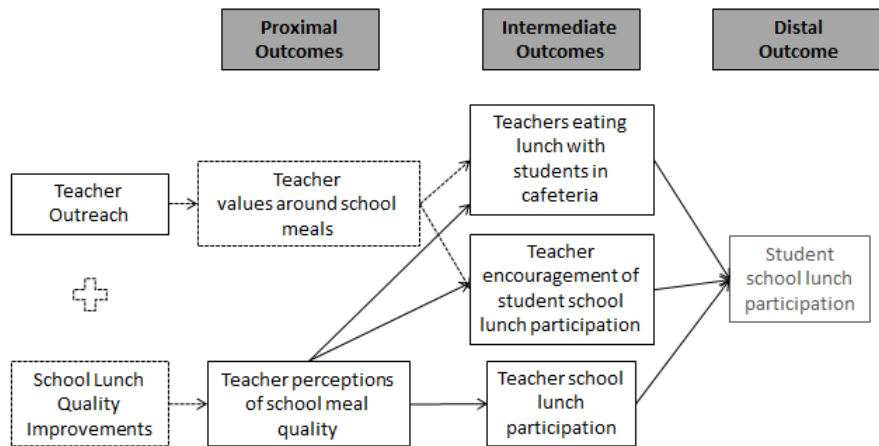 Proximal
Outcomes
Intermediate
Outcomes
Distal
Outcome
Teacher
Outreach
Teacher
values around school
meals
Teachers eating
lunch with
students in
cafeteria
Teacher
encouragement of
student school
lunch participation
Student
school lunch
participation
School Lunch
Quality
Improvements
Teacher perceptions
of school meal
quality
Teacher school
lunch
participation